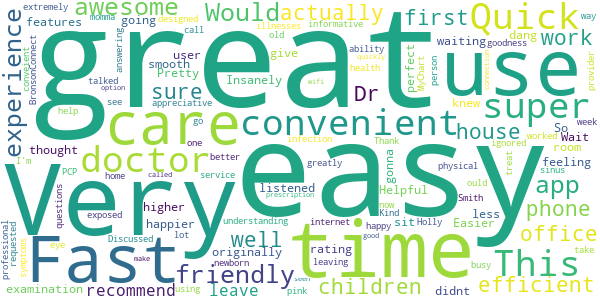 great
use
very
easy
Fast
time
care
convenient
doctor
super
Quick
awesome
This
experience
Would
actually
first
work
sure
Dr
house
app
phone
office
efficient
friendly
well
children
recommend
leave
features
going
momma
extremely
user
smooth
Pretty
Insanely
give
call
designed
Illnesses
old
informative
ability
health
answering
talked
option
see
appreciative
help
go
BronsonConnect
convenient
thought
PCP
I'm
home
one
called
better
service
higher
happier
lot
understanding
questions
exposed
Discussed
make
using
eye
symptoms
examination
professional
requested
originally
newborn
pink
seen
leaving
rating
internet
greatly
infection
prescription
wifi
listened
Helpful
gonna
Thank
Kind
now
sit
Holly
happy
good
busy
didnt
less
Easier
ould
physical
Smith
knew
feeling
So
Wait
room
sinus
treat
ignored
worked
week
provider
way
dang
goodness
waiting
perfect
MyChart
quickly
person
connection
take